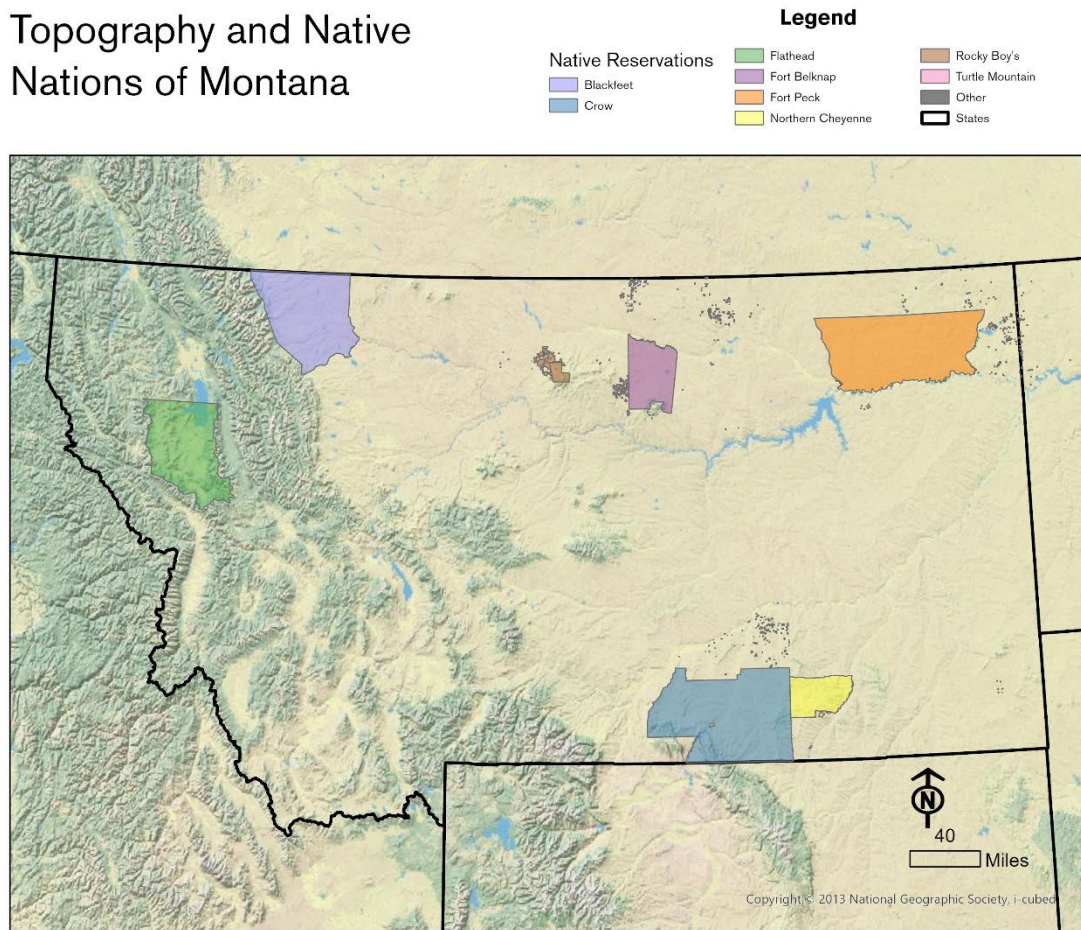 Topography and Native
Nations of Montana
Legend
Native Reservations
Blackfeet
Crow
Flathead
Fort Belknap
Fort Peck
Northern Cheyenne
Rocky Boy's
Turtle Mountain
Other
States
N
40
Miles
Copyright:© 2013 National Geographic Society, i-cubed